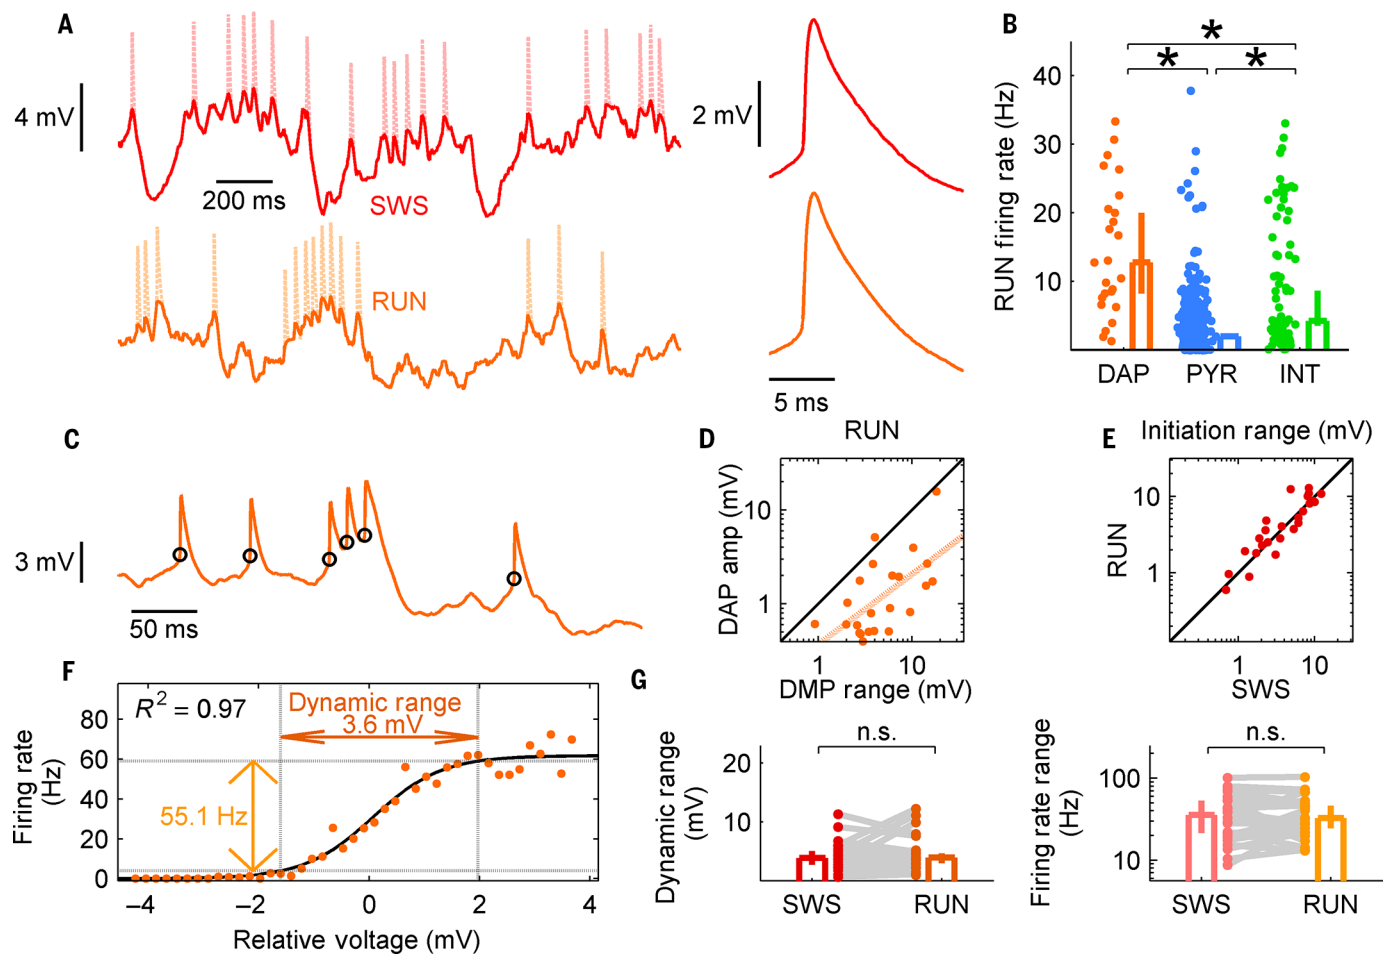 A
4 mV
200 ms
SWS
RUN
2 mV
5 ms
B
RUN firing rate (Hz)
40
30
20
10
*
*
*
DAP
PYR
INT
C
3 mV
50 ms
D
RUN
DAP amp (mV)
10
1
1
10
DMP range (mV)
E
Initiation range (mV)
RUN
10
1
1
10
SWS
F
R² = 0.97
Dynamic range
3.6 mV
55.1 Hz
Firing rate
(Hz)
80
60
40
20
0
−4
−2
0
2
4
Relative voltage (mV)
G
Dynamic range
(mV)
20
10
n.s.
SWS
RUN
Firing rate range
(Hz)
100
10
n.s.
SWS
RUN